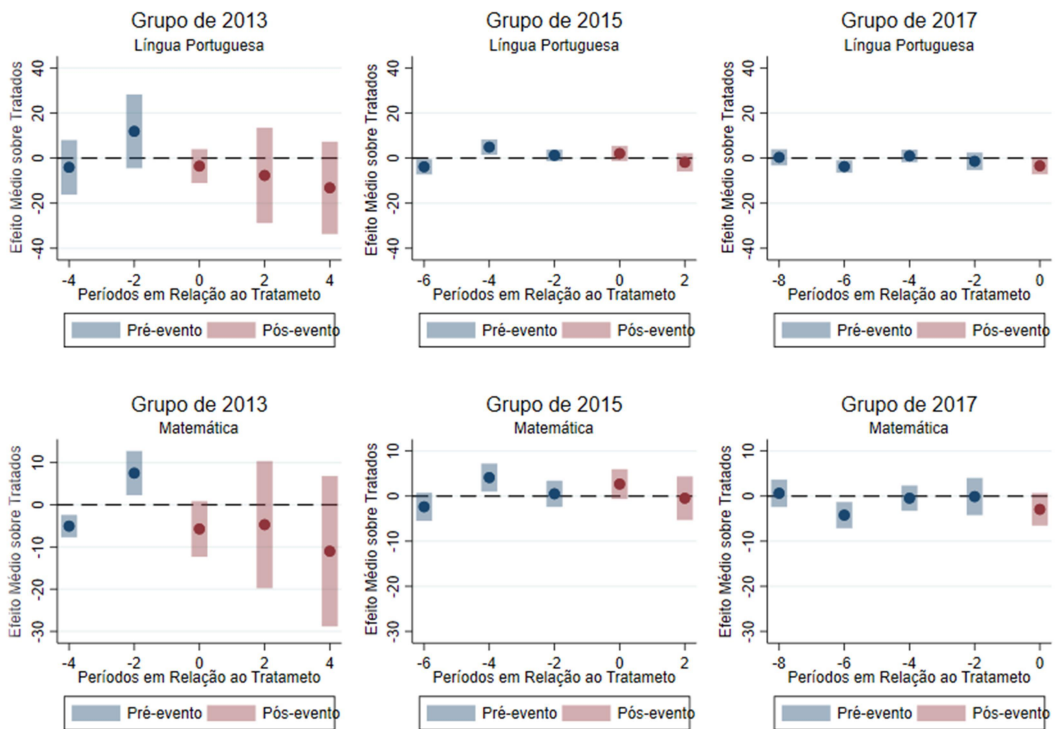 Grupo de 2013
Língua Portuguesa
Efeito Médio sobre Tratados
40
20
0
-20
-40
-4 -2 0 2 4
Períodos em Relação ao Tratameto
Pré-evento Pós-evento
Grupo de 2015
Língua Portuguesa
Efeito Médio sobre Tratados
40
20
0
-20
-40
-6 -4 -2 0 2
Períodos em Relação ao Tratameto
Pré-evento Pós-evento
Grupo de 2017
Língua Portuguesa
Efeito Médio sobre Tratados
40
20
0
-20
-40
-8 -6 -4 -2 0
Períodos em Relação ao Tratameto
Pré-evento Pós-evento
Grupo de 2013
Matemática
Efeito Médio sobre Tratados
10
0
-10
-20
-30
-4 -2 0 2 4
Períodos em Relação ao Tratameto
Pré-evento Pós-evento
Grupo de 2015
Matemática
Efeito Médio sobre Tratados
10
0
-10
-20
-30
-6 -4 -2 0 2
Períodos em Relação ao Tratameto
Pré-evento Pós-evento
Grupo de 2017
Matemática
Efeito Médio sobre Tratados
10
0
-10
-20
-30
-8 -6 -4 -2 0
Períodos em Relação ao Tratameto
Pré-evento Pós-evento